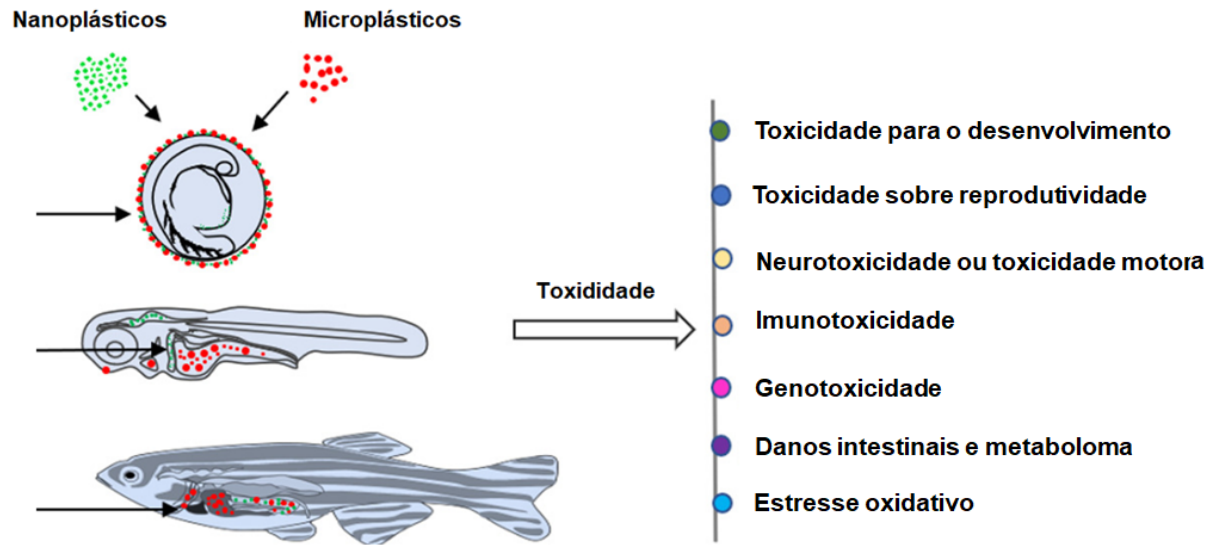 Nanoplásticos
Microplásticos
Toxididade
Toxicidade para o desenvolvimento
Toxicidade sobre reprodutividade
Neurotoxicidade ou toxicidade motora
Imunotoxicidade
Genotoxicidade
Danos intestinais e metaboloma
Estresse oxidativo